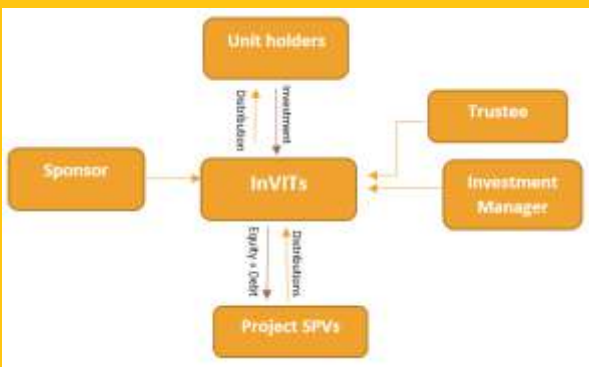 Unit holders
Distribution
Investment
Trustee
Sponsor
InVITs
Investment
Manager
Equity + Debt
Distributions
Project SPVs